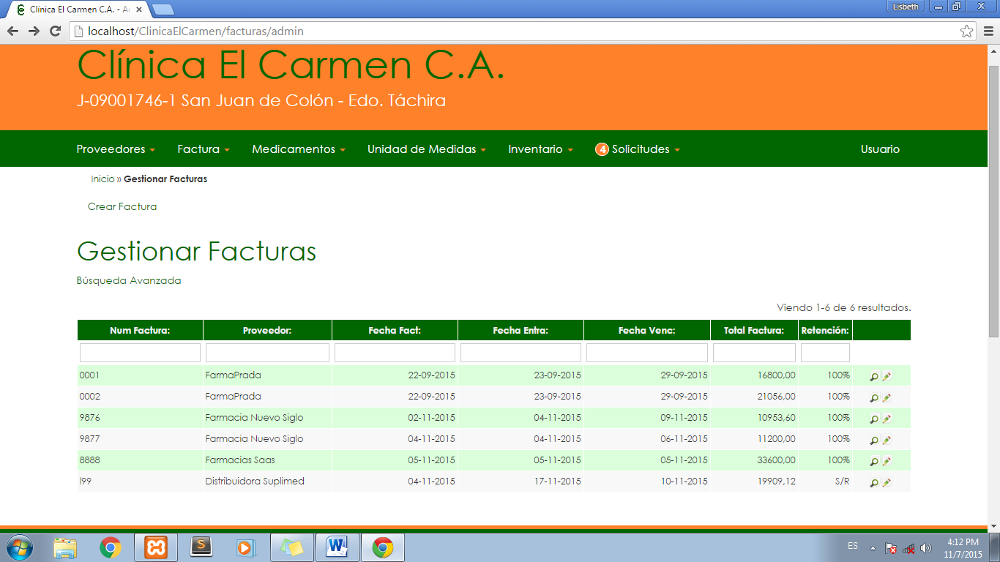 Clínica El Carmen C.A. - A
Lisbeth
localhost/ClinicaElCarmen/facturas/admin
Clínica El Carmen C.A.
J-09001746-1 San Juan de Colón - Edo. Táchira
Proveedores Factura Medicamentos Unidad de Medidas Inventario 4 Solicitudes Usuario
Inicio » Gestionar Facturas
Crear Factura
Gestionar Facturas
Búsqueda Avanzada
Viendo 1-6 de 6 resultados.
Num Factura: Proveedor: Fecha Fact: Fecha Entra: Fecha Venc: Total Factura: Retención:
0001 FarmaPrada 22-09-2015 23-09-2015 29-09-2015 16800,00 100%
0002 FarmaPrada 22-09-2015 23-09-2015 29-09-2015 21056,00 100%
9876 Farmacia Nuevo Siglo 02-11-2015 04-11-2015 09-11-2015 10953,60 100%
9877 Farmacia Nuevo Siglo 04-11-2015 04-11-2015 06-11-2015 11200,00 100%
8888 Farmacias Saas 05-11-2015 05-11-2015 05-11-2015 33600,00 100%
l99 Distribuidora Suplimed 04-11-2015 17-11-2015 10-11-2015 19909,12 S/R
ES
4:12 PM
11/7/2015